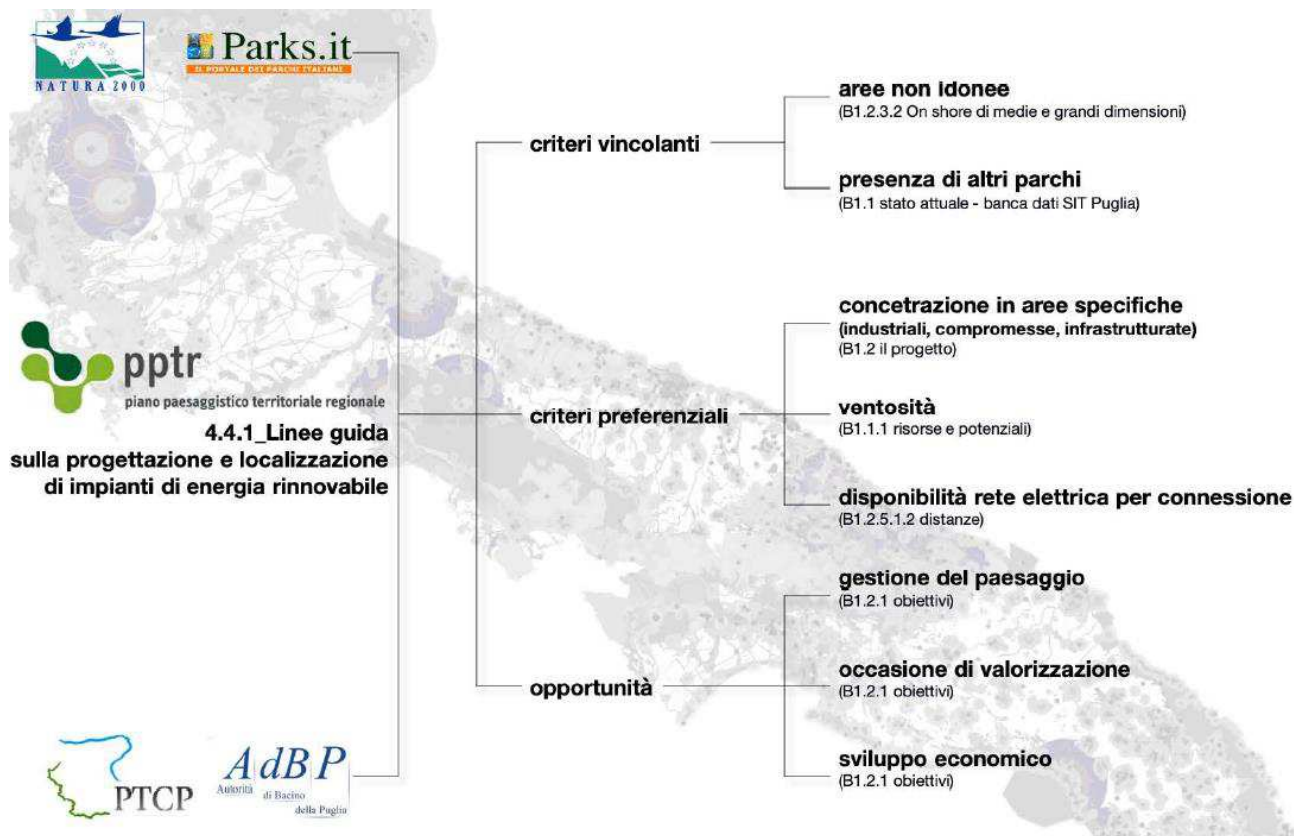 NATURA 2000
Parks.it
IL PORTALE DEI PARCHI ITALIANI
pptr
piano paesaggistico territoriale regionale
4.4.1_Linee guida
sulla progettazione e localizzazione
di impianti di energia rinnovabile
PTCP
AdBP
Autorità di Bacino della Puglia
criteri vincolanti
aree non idonee
(B1.2.3.2 On shore di medie e grandi dimensioni)
presenza di altri parchi
(B1.1 stato attuale - banca dati SIT Puglia)
criteri preferenziali
concetrazione in aree specifiche
(industriali, compromesse, infrastrutturate)
(B1.2 il progetto)
ventosità
(B1.1.1 risorse e potenziali)
disponibilità rete elettrica per connessione
(B1.2.5.1.2 distanze)
opportunità
gestione del paesaggio
(B1.2.1 obiettivi)
occasione di valorizzazione
(B1.2.1 obiettivi)
sviluppo economico
(B1.2.1 obiettivi)